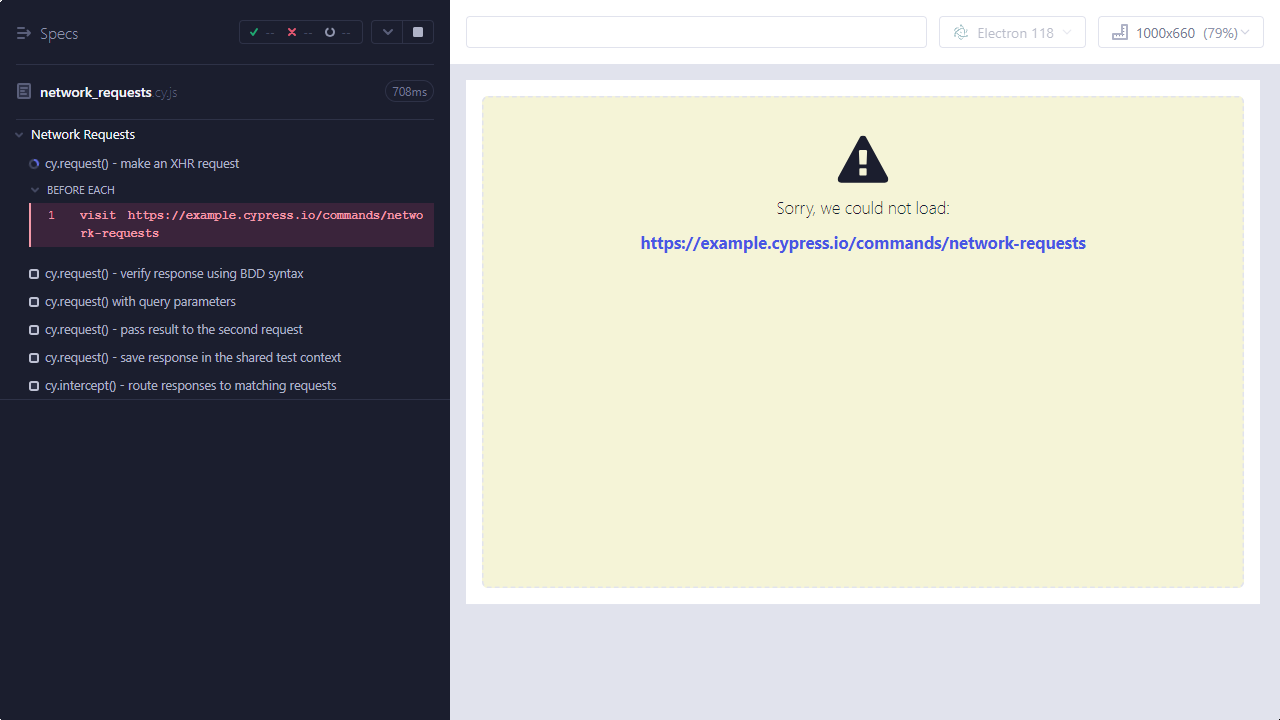 Specs
-- -- --
network_requests cy.js
708ms
Network Requests
cy.request() - make an XHR request
BEFORE EACH
1 visit https://example.cypress.io/commands/netwo
rk-requests
cy.request() - verify response using BDD syntax
cy.request() with query parameters
cy.request() - pass result to the second request
cy.request() - save response in the shared test context
cy.intercept() - route responses to matching requests
Electron 118
1000x660 (79%)
Sorry, we could not load:
https://example.cypress.io/commands/network-requests